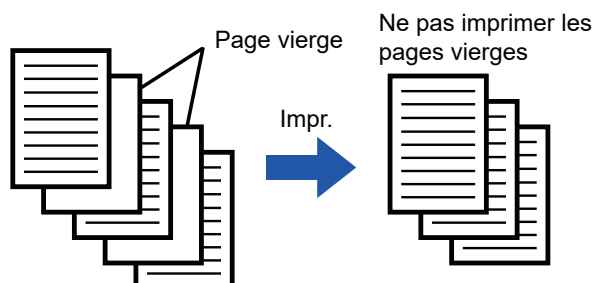 Page vierge
Impr.
Ne pas imprimer les
pages vierges